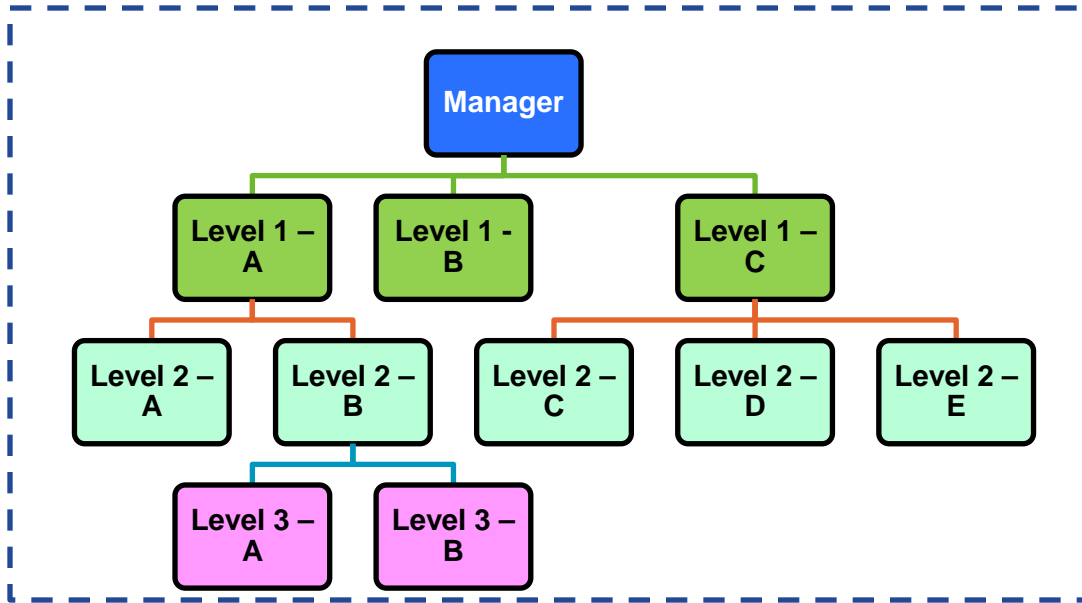 Manager
Level 1 –
A
Level 1 -
B
Level 1 –
C
Level 2 –
A
Level 2 –
B
Level 2 –
C
Level 2 –
D
Level 2 –
E
Level 3 –
A
Level 3 –
B